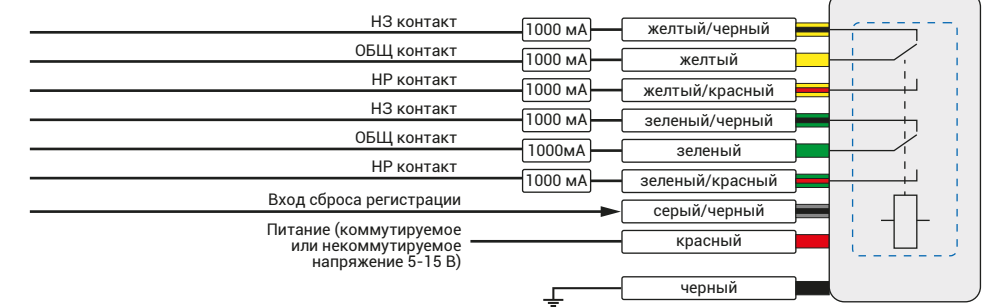 НЗ контакт 1000 мА желтый/черный
ОБЩ контакт 1000 мА желтый
НР контакт 1000 мА желтый/красный
НЗ контакт 1000 мА зеленый/черный
ОБЩ контакт 1000мА зеленый
НР контакт 1000 мА зеленый/красный
Вход сброса регистрации серый/черный
Питание (коммутируемое
или некоммутируемое
напряжение 5-15 В)
красный
черный